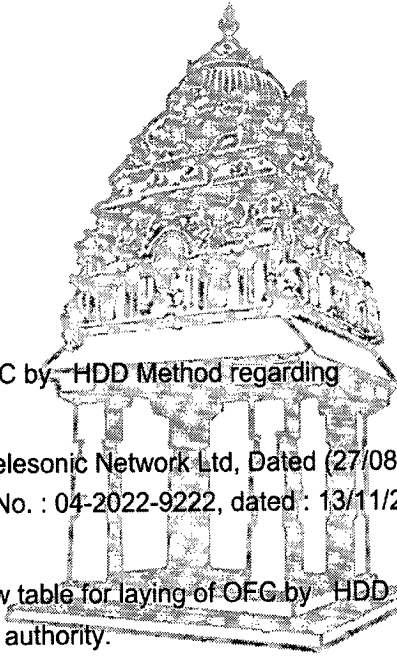 C by HDD Method regarding
elesonic Network Ltd, Dated (27/08
No. : 04-2022-9222, dated : 13/11/2
w table for laying of OFC by HDD
authority.